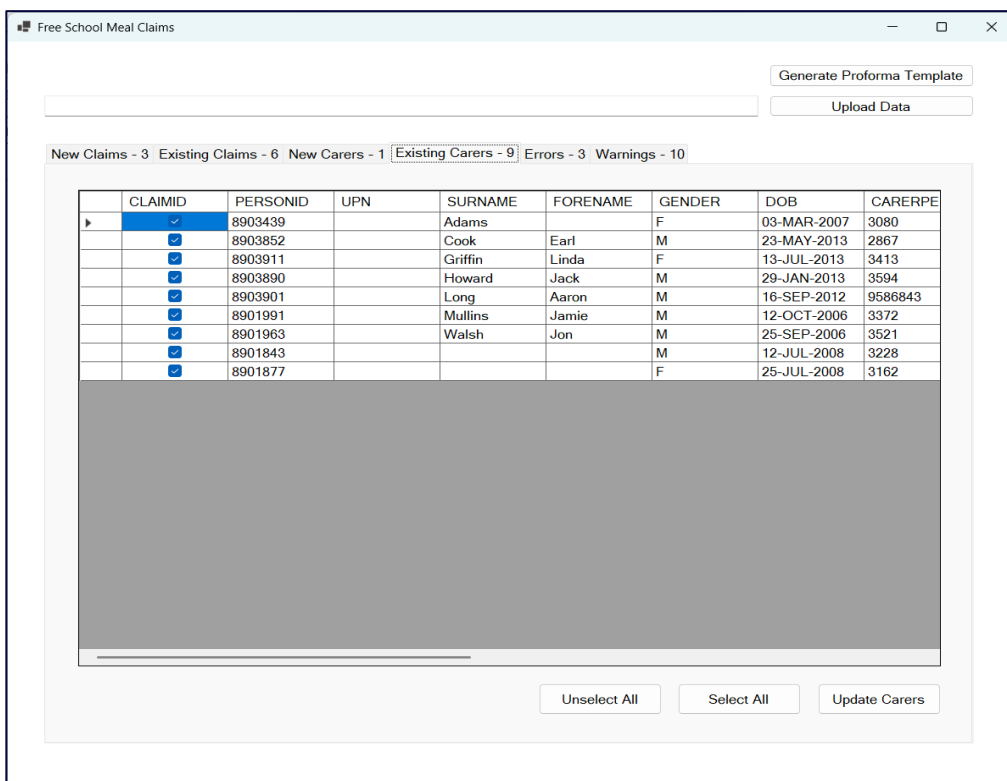 Free School Meal Claims
Generate Proforma Template
Upload Data
New Claims - 3 Existing Claims - 6 New Carers - 1 Existing Carers - 9 Errors - 3 Warnings - 10
CLAIMID PERSONID UPN SURNAME FORENAME GENDER DOB CARERPE
8903439 Adams F 03-MAR-2007 3080
8903852 Cook Earl M 23-MAY-2013 2867
8903911 Griffin Linda F 13-JUL-2013 3413
8903890 Howard Jack M 29-JAN-2013 3594
8903901 Long Aaron M 16-SEP-2012 9586843
8901991 Mullins Jamie M 12-OCT-2006 3372
8901963 Walsh Jon M 25-SEP-2006 3521
8901843 M 12-JUL-2008 3228
8901877 F 25-JUL-2008 3162
Unselect All Select All Update Carers